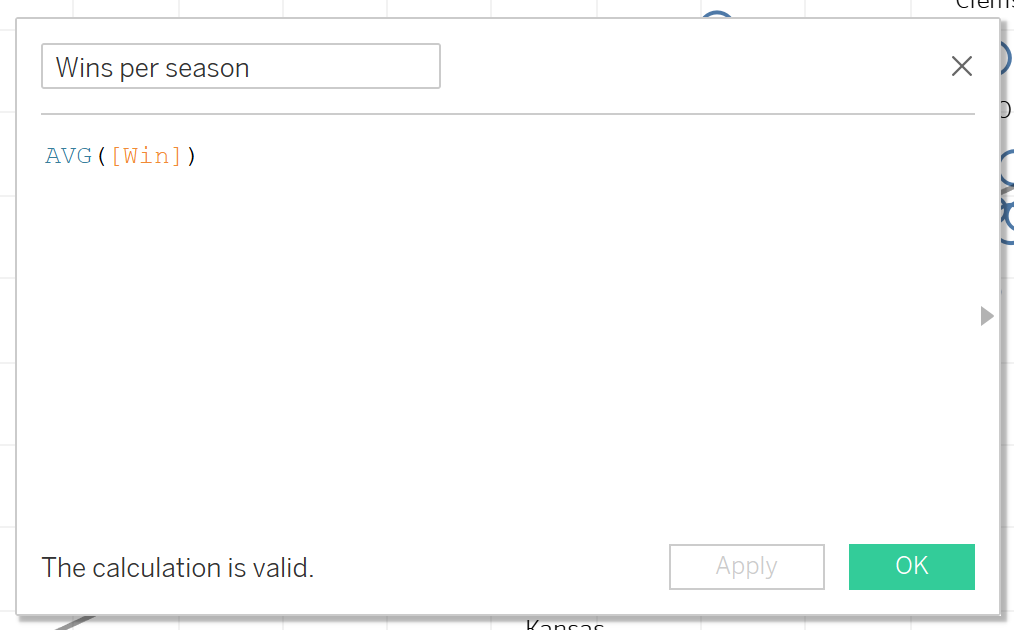 Wins per season
AVG([Win])
The calculation is valid.
Apply
OK
Kansas